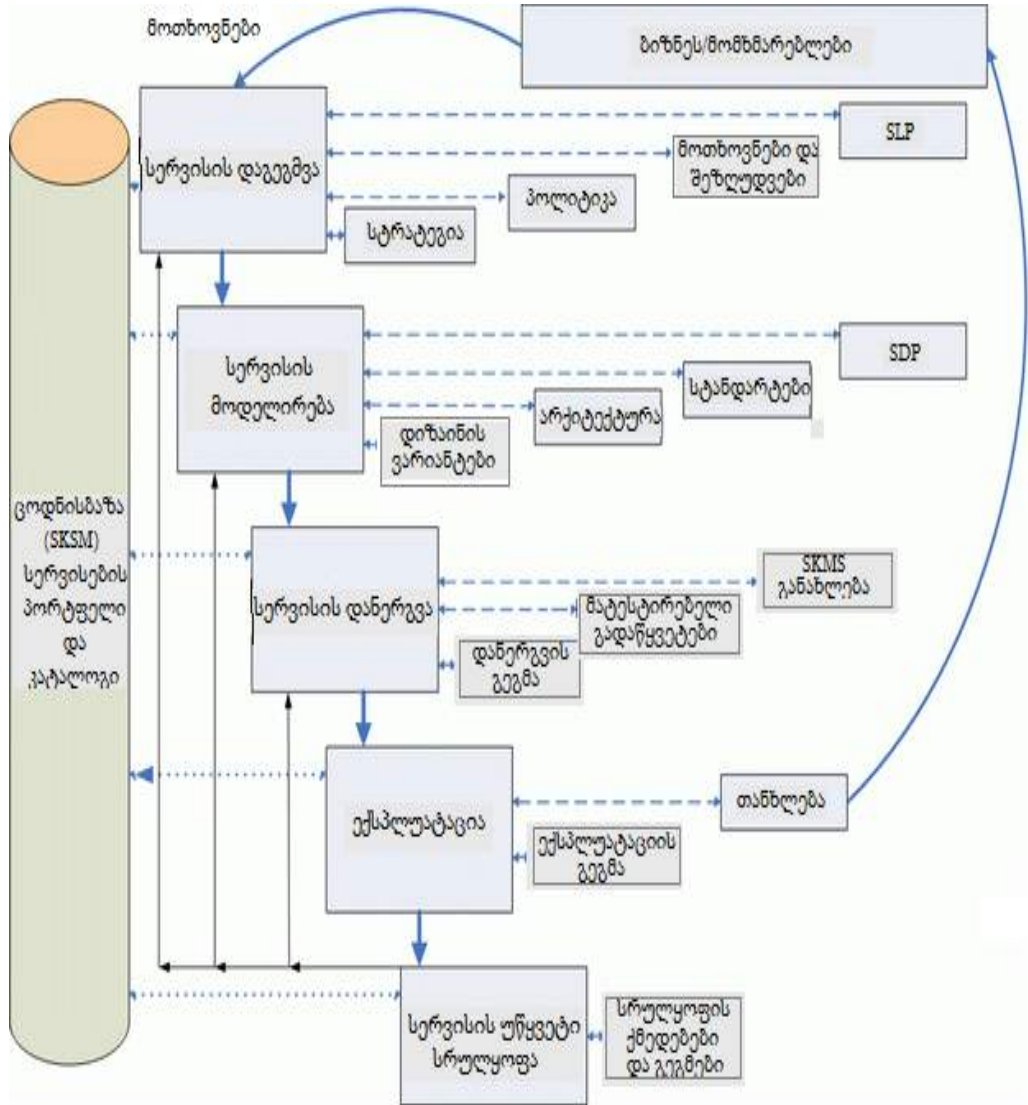 მოთხოვნები
ბიზნეს/მომხმარებლები
სერვისის დაგეგმვა
SLP
მოთხოვნები და
შეზღუდვები
პოლიტიკა
სტრატეგია
სერვისის
მოდელირება
SDP
სტანდარტები
არქიტექტურა
დიზაინის
ვარიანტები
ცოდნისბაზა
(SKSM)
სერვისების
პორტფელი
და
კატალოგი
სერვისის დანერგვა
SKMS
განახლება
მატესტირებელი
გადაწყვეტები
დანერგვის
გეგმა
ექსპლუატაცია
თანხლება
ექსპლუატაციის
გეგმა
სერვისის უწყვეტი
სრულყოფა
სრულყოფის
ქმედებები
და გეგმები